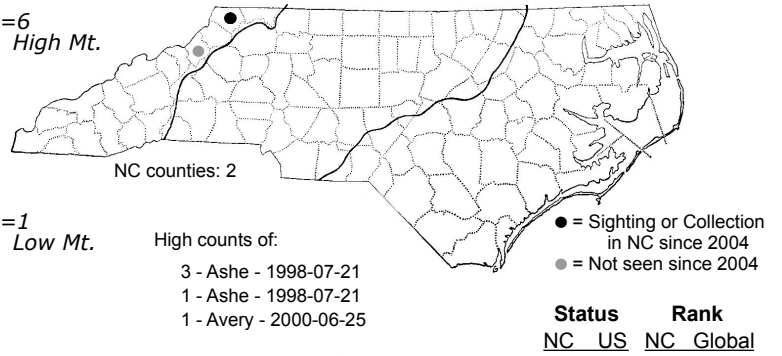 =6
High Mt.
NC counties: 2
=1
Low Mt.
High counts of:
3 - Ashe - 1998-07-21
1 - Ashe - 1998-07-21
1 - Avery - 2000-06-25
= Sighting or Collection
in NC since 2004
= Not seen since 2004
Status Rank
NC US NC Global